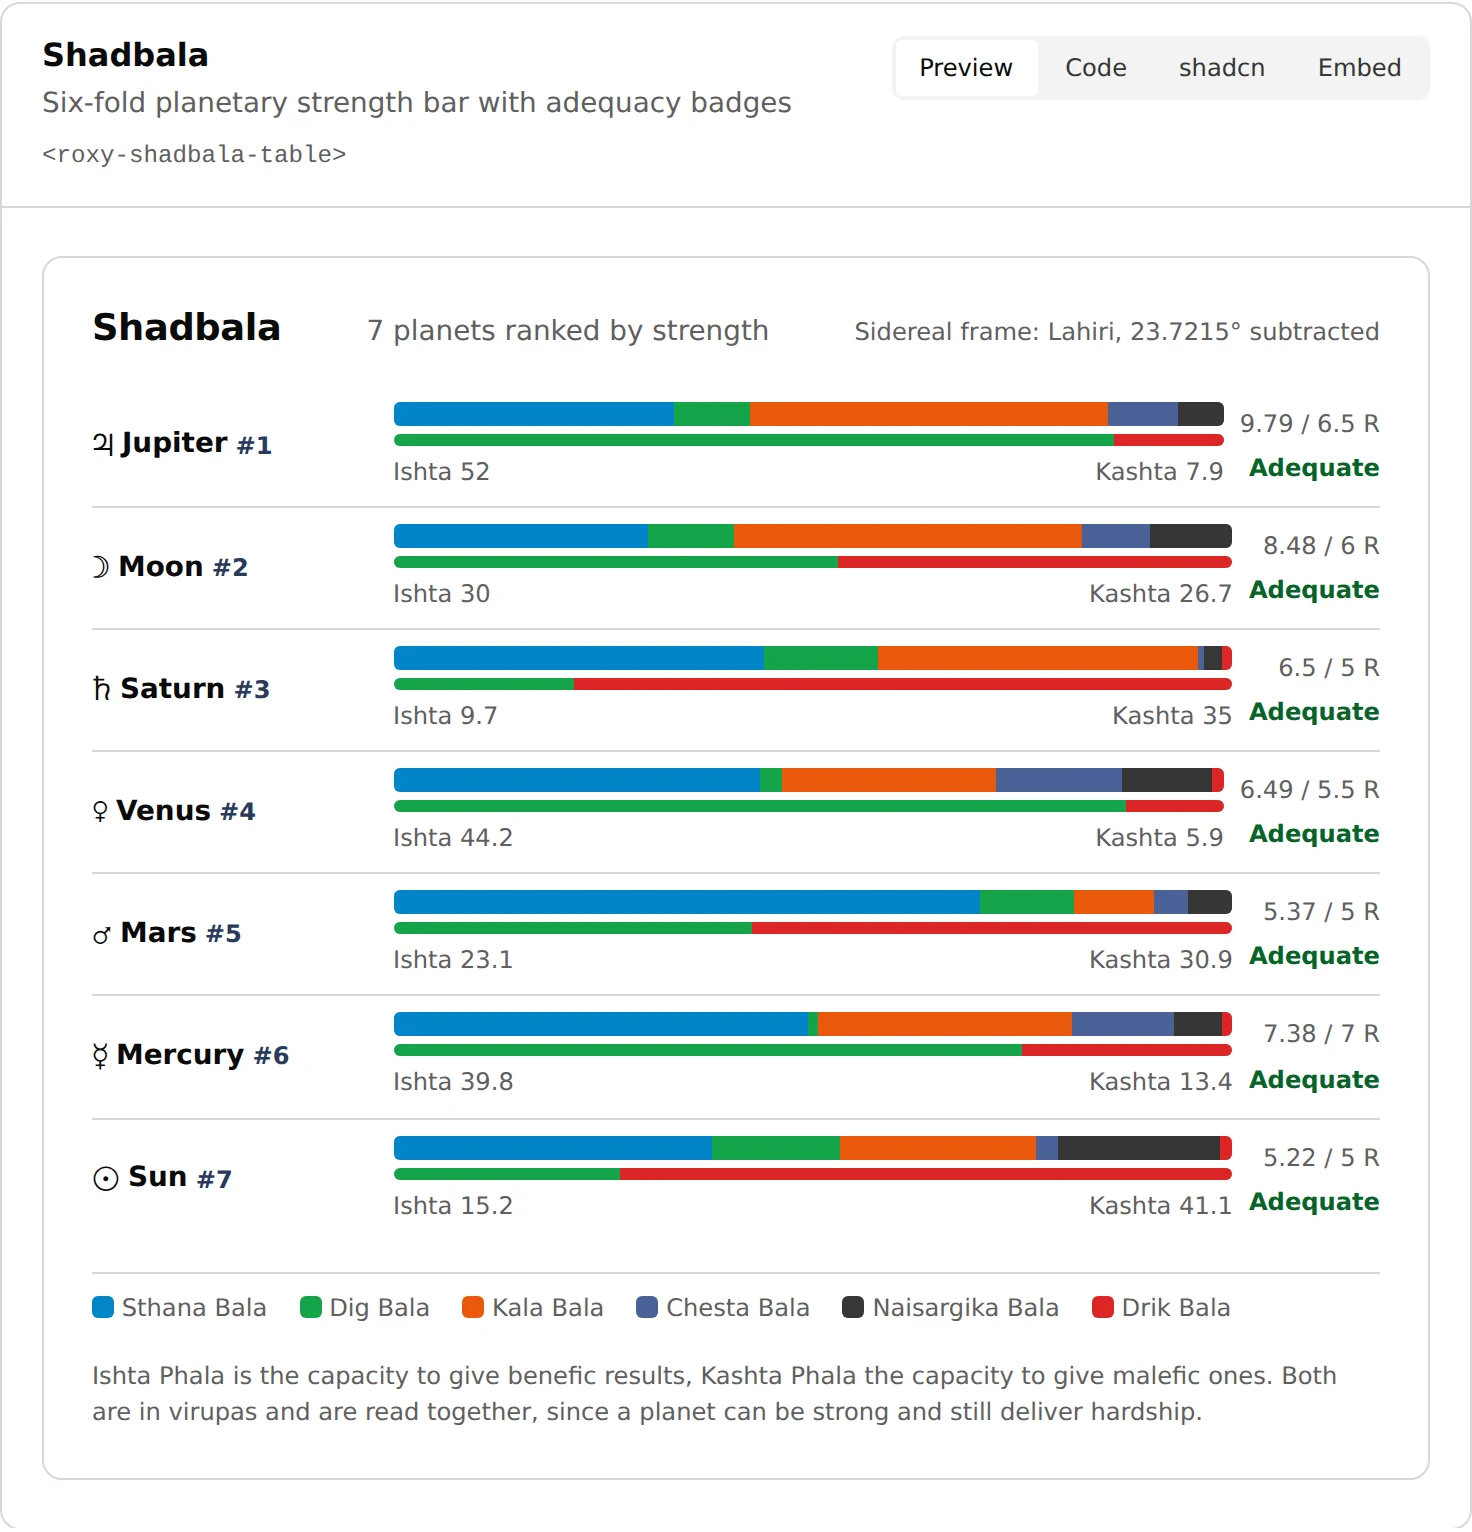 Shadbala
Preview Code shadcn Embed
Six-fold planetary strength bar with adequacy badges
<roxy-shadbala-table>
Shadbala 7 planets ranked by strength Sidereal frame: Lahiri, 23.7215° subtracted
♃ Jupiter #1 9.79 / 6.5 R
Ishta 52 Kashta 7.9 Adequate
☽ Moon #2 8.48 / 6 R
Ishta 30 Kashta 26.7 Adequate
♄ Saturn #3 6.5 / 5 R
Ishta 9.7 Kashta 35 Adequate
♀ Venus #4 6.49 / 5.5 R
Ishta 44.2 Kashta 5.9 Adequate
♂ Mars #5 5.37 / 5 R
Ishta 23.1 Kashta 30.9 Adequate
☿ Mercury #6 7.38 / 7 R
Ishta 39.8 Kashta 13.4 Adequate
☉ Sun #7 5.22 / 5 R
Ishta 15.2 Kashta 41.1 Adequate
Sthana Bala Dig Bala Kala Bala Chesta Bala Naisargika Bala Drik Bala
Ishta Phala is the capacity to give benefic results, Kashta Phala the capacity to give malefic ones. Both
are in virupas and are read together, since a planet can be strong and still deliver hardship.